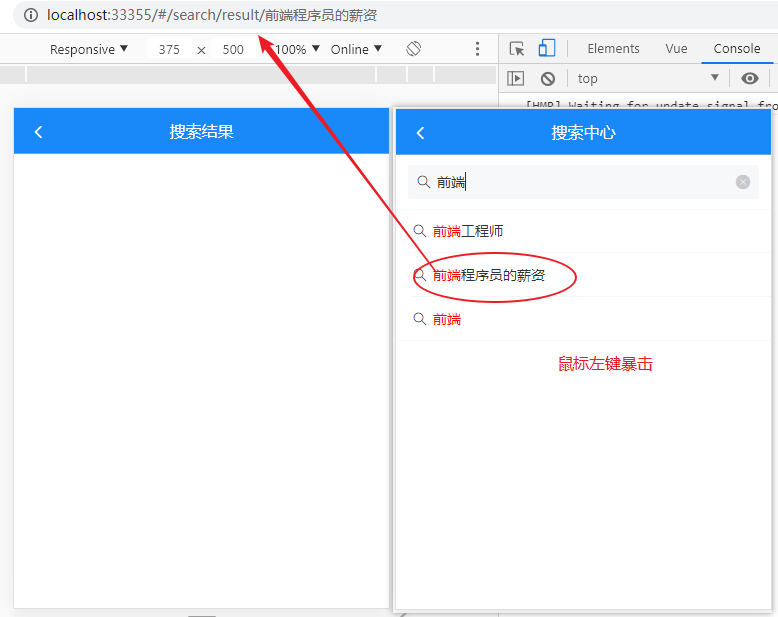 localhost:33355/#/search/result/前端程序员的薪资
Responsive 375 × 500 100% Online
Elements Vue Console
top
[HMR] Waiting for update signal fro
搜索结果
搜索中心
前端
前端工程师
前端程序员的薪资
前端
鼠标左键暴击